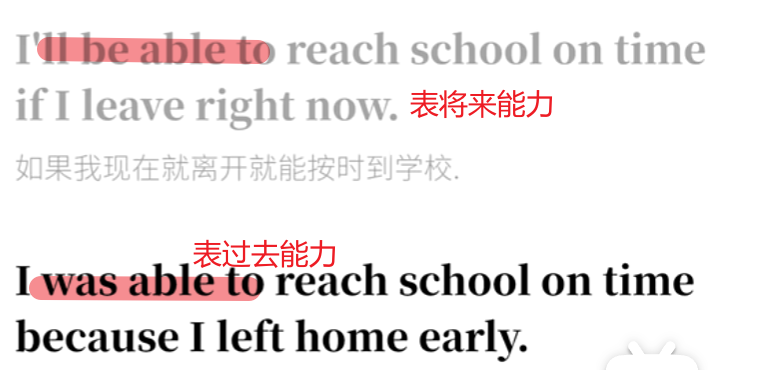 I'll be able to reach school on time
if I leave right now. 表将来能力
如果我现在就离开就能按时到学校.
表过去能力
I was able to reach school on time
because I left home early.